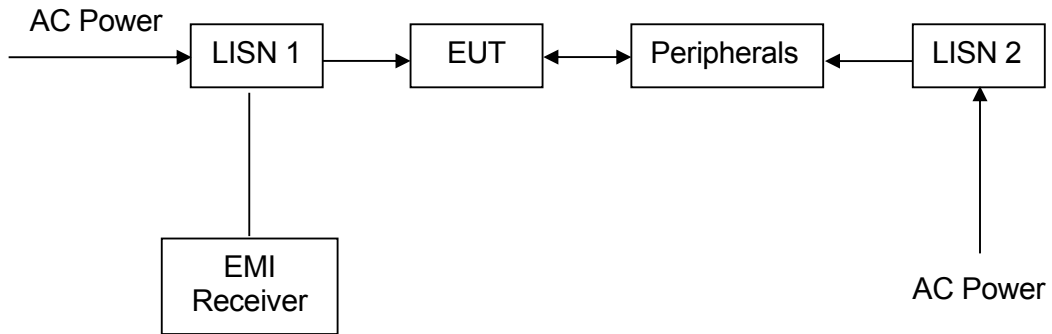 AC Power
LISN 1
EUT
Peripherals
LISN 2
EMI
Receiver
AC Power